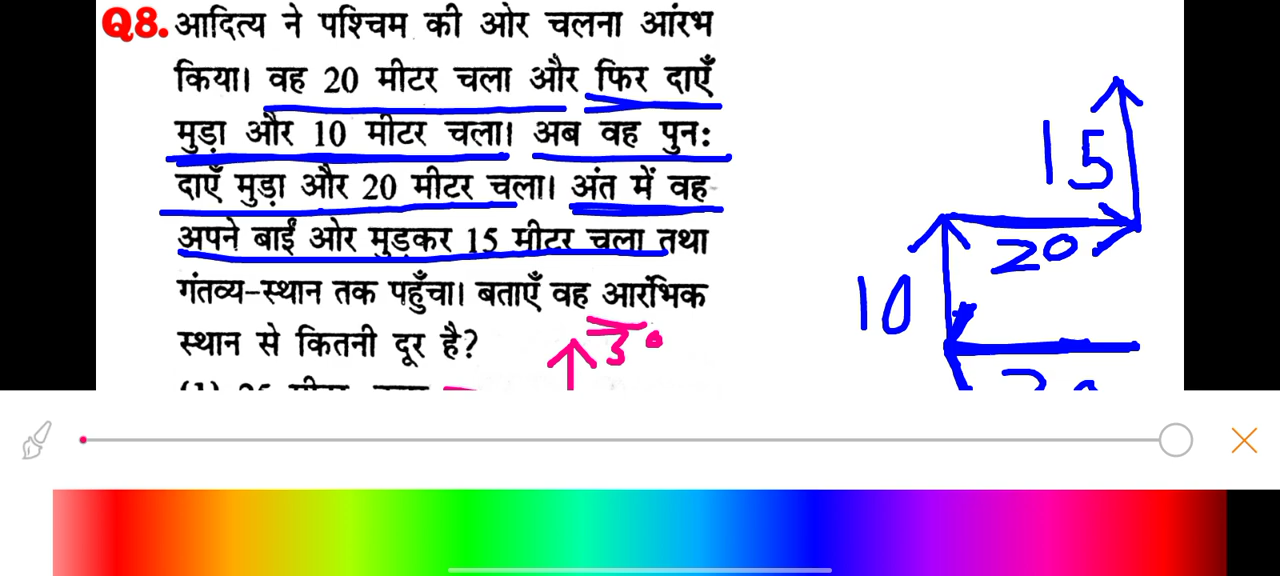 Q8. आदित्य ने पश्चिम की ओर चलना आंरभ
किया। वह 20 मीटर चला और फिर दाएँ
मुड़ा और 10 मीटर चला। अब वह पुनः
दाएँ मुड़ा और 20 मीटर चला। अंत में वह
अपने बाईं ओर मुड़कर 15 मीटर चला तथा
गंतव्य-स्थान तक पहुँचा। बताएँ वह आरंभिक
स्थान से कितनी दूर है?
उ०
15
20
10